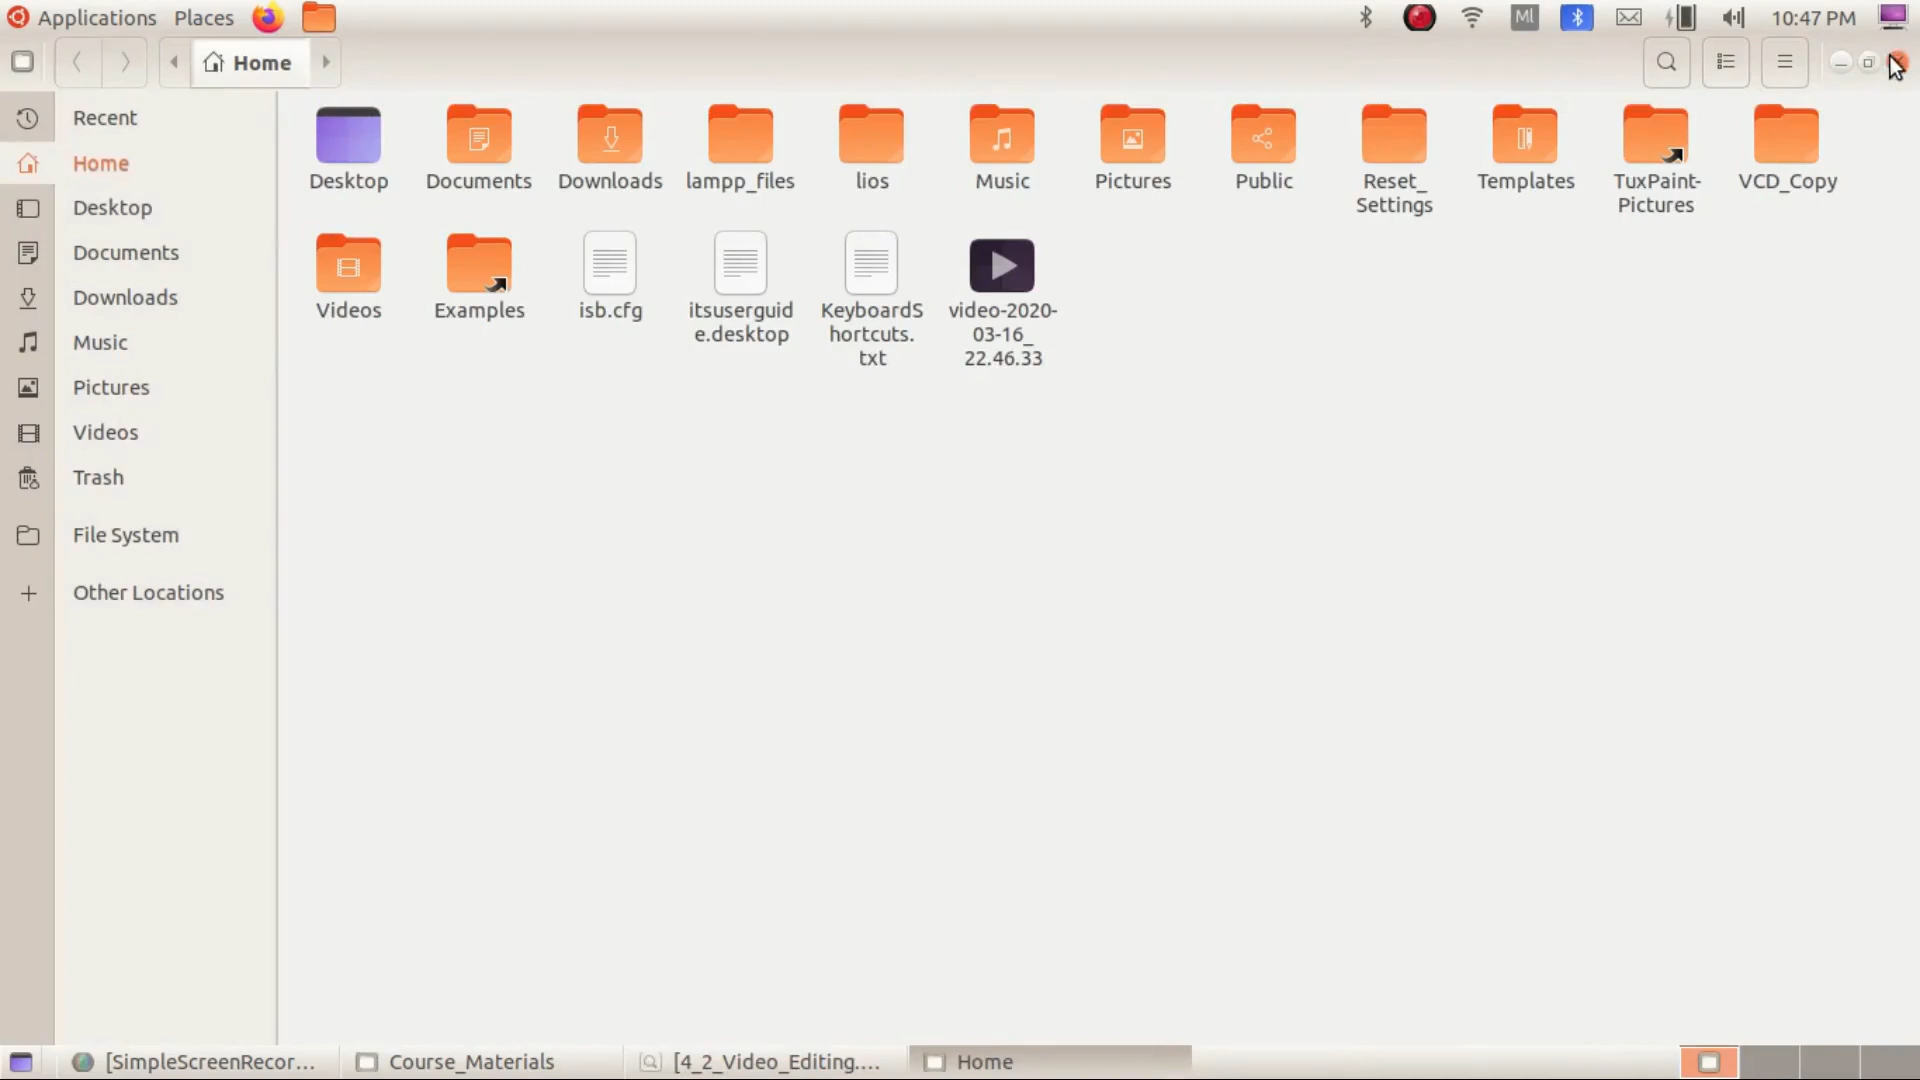 Applications Places Ml 10:47 PM
Home
Recent
Home
Desktop
Documents
Downloads
Music
Pictures
Videos
Trash
File System
Other Locations
Desktop Documents Downloads lampp_files lios Music Pictures Public Reset_ Templates TuxPaint- VCD_Copy
Settings Pictures
Videos Examples isb.cfg itsuserguid KeyboardS video-2020-
e.desktop hortcuts. 03-16_
txt 22.46.33
[SimpleScreenRecor... Course_Materials [4_2_Video_Editing.... Home